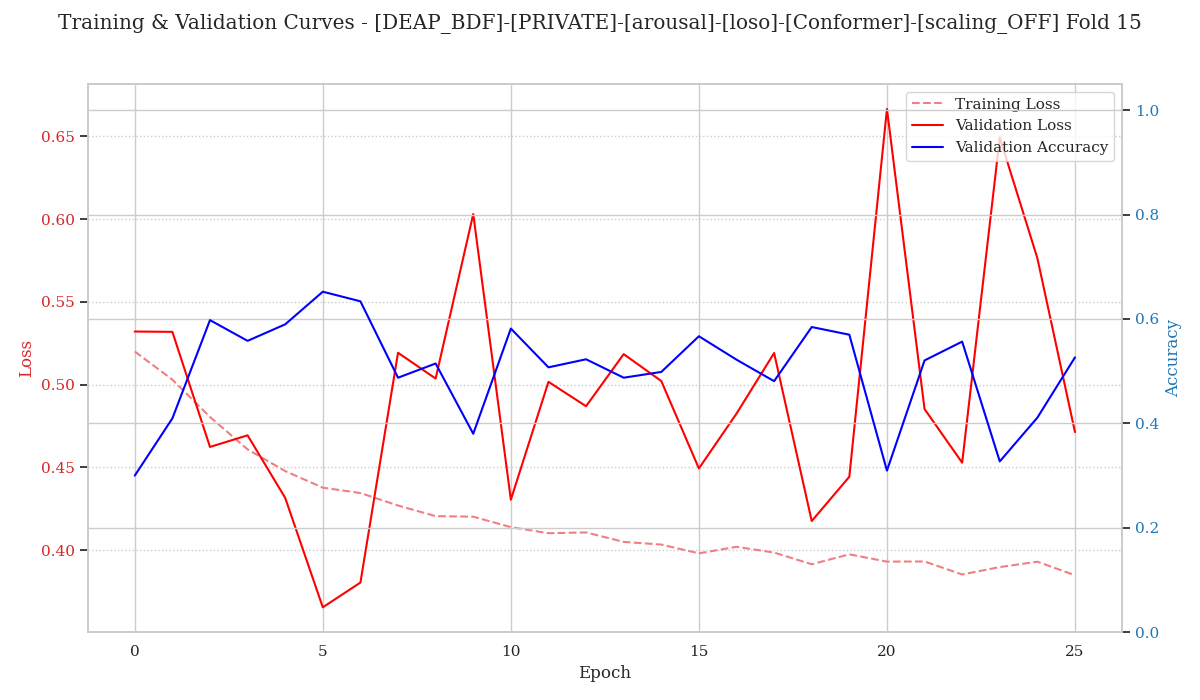 Training & Validation Curves - [DEAP_BDF]-[PRIVATE]-[arousal]-[loso]-[Conformer]-[scaling_OFF] Fold 15
Training Loss
Validation Loss
Validation Accuracy
Loss
0.65
0.60
0.55
0.50
0.45
0.40
1.0
0.8
0.6
0.4
0.2
0.0
Accuracy
0
5
10
15
20
25
Epoch